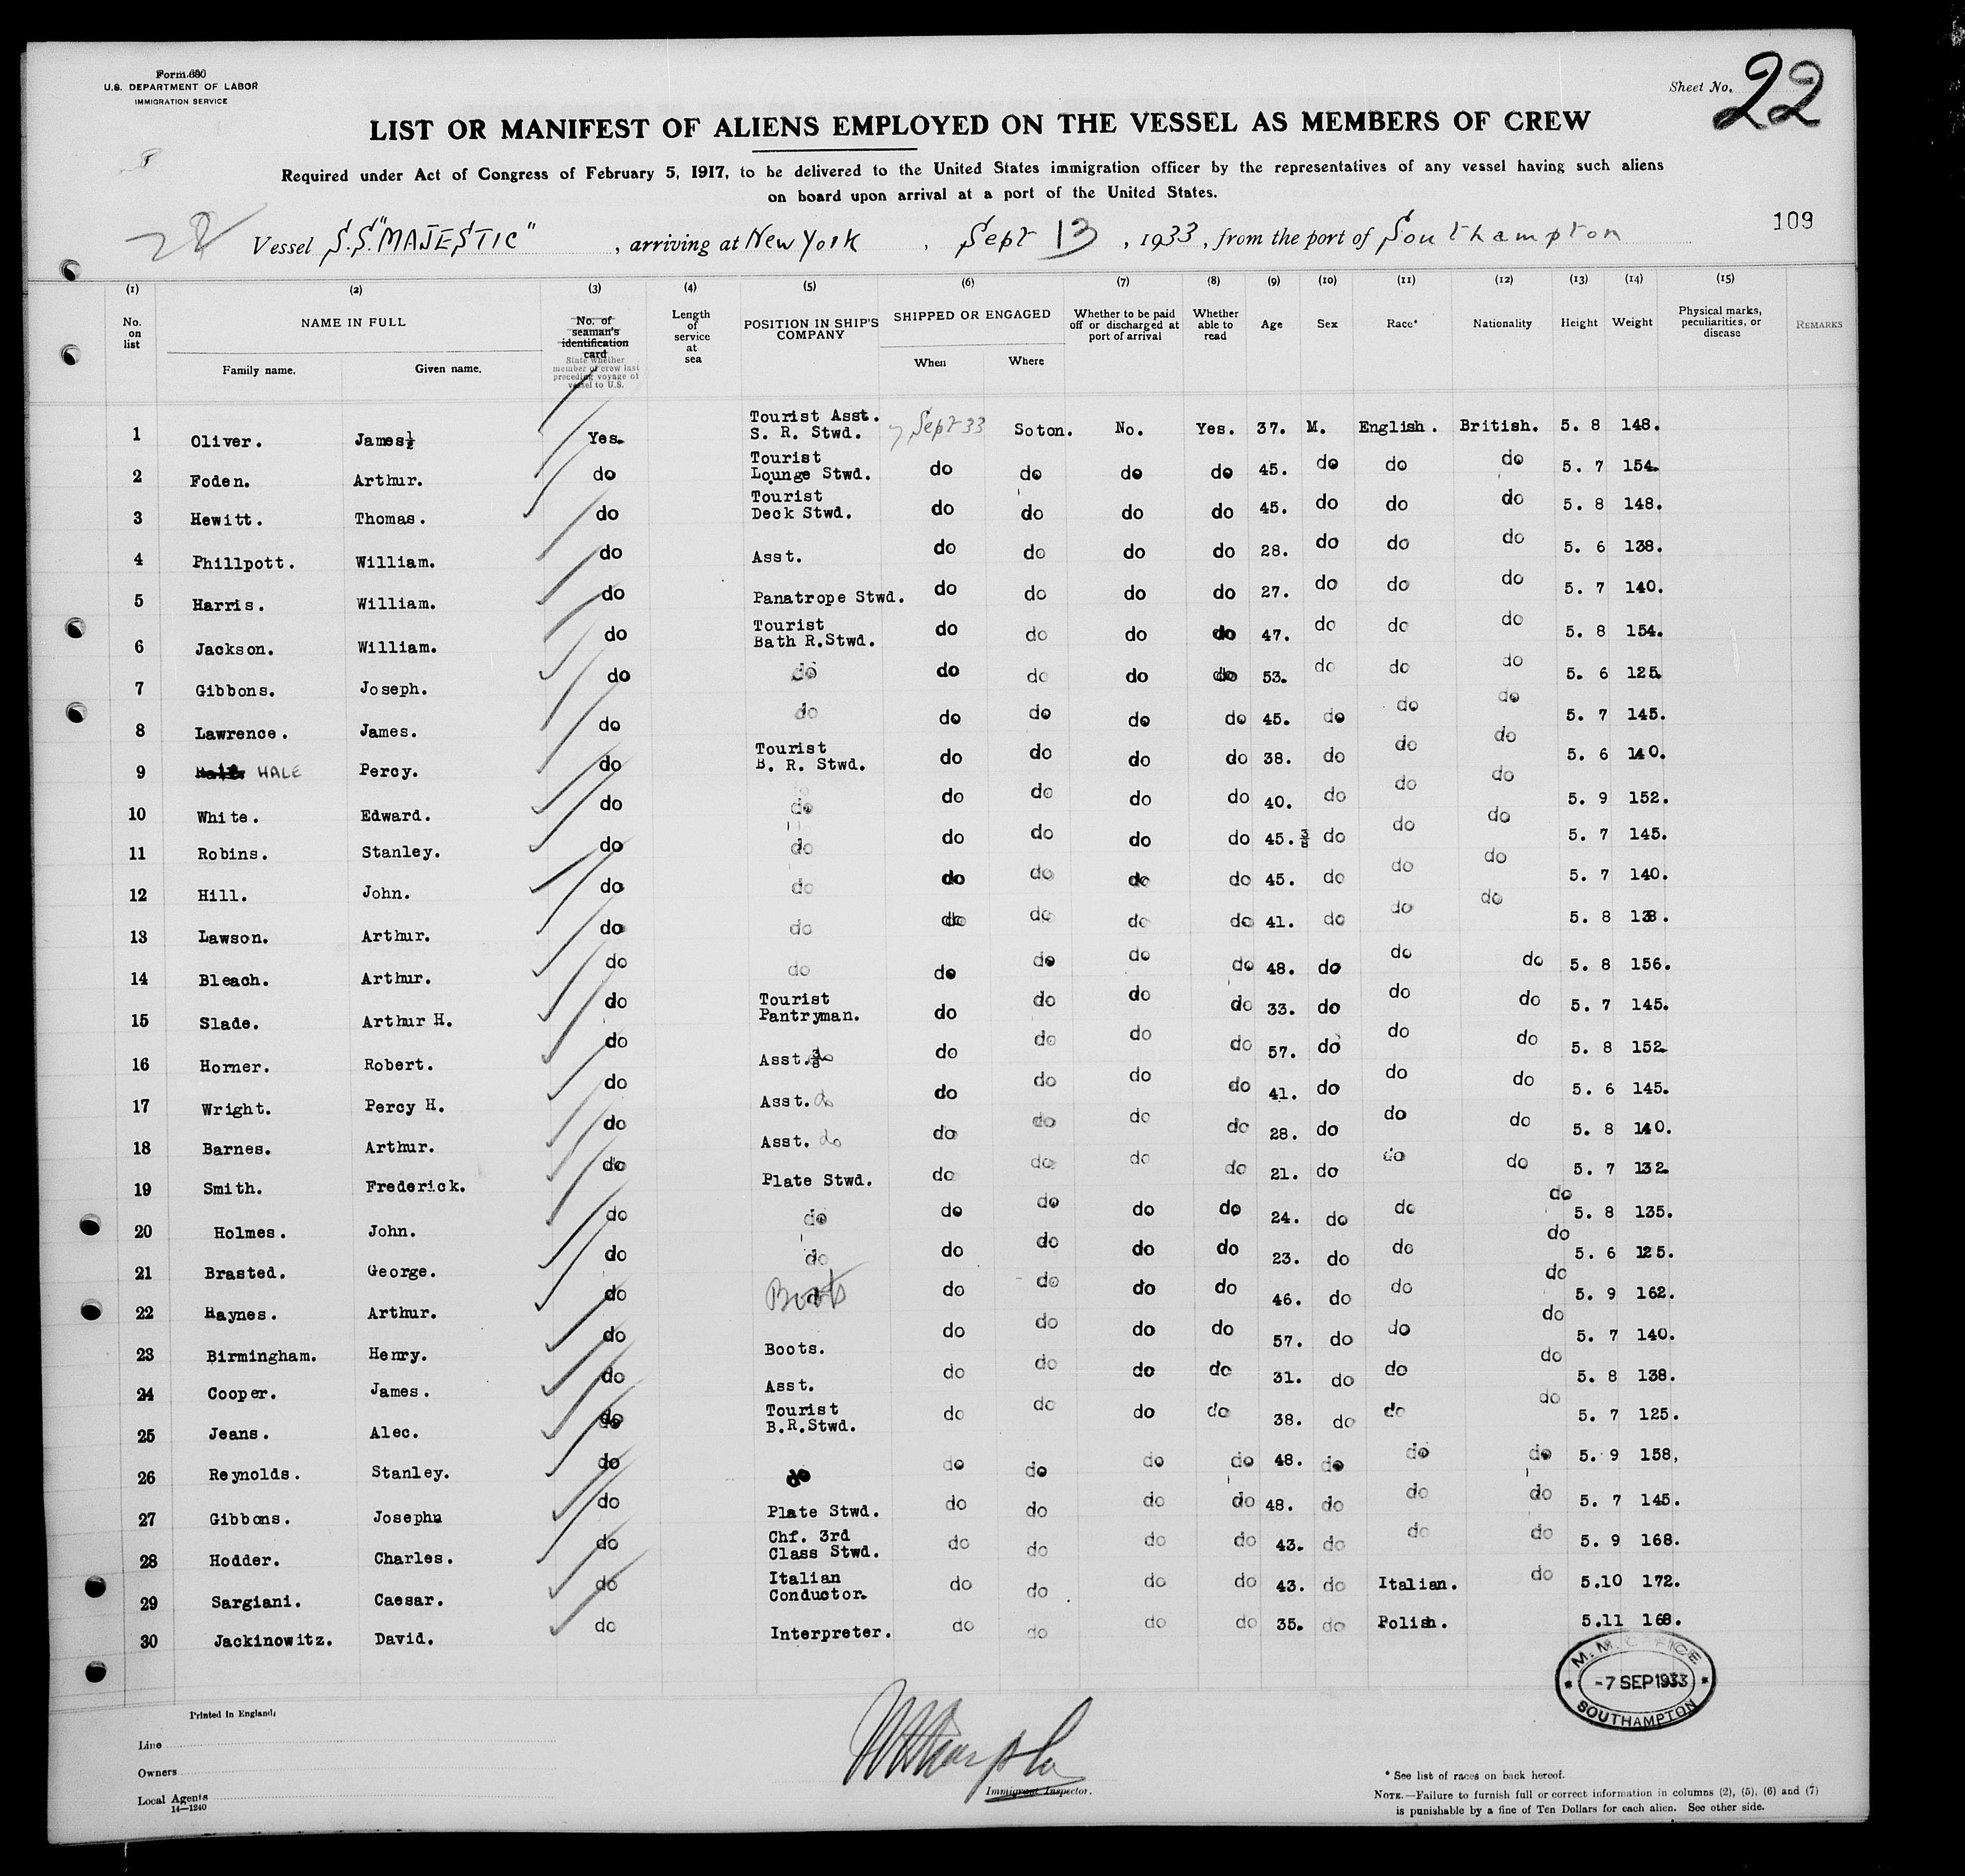 Form 680
U.S. DEPARTMENT OF LABOR
IMMIGRATION SERVICE
Sheet No. 22
LIST OR MANIFEST OF ALIENS EMPLOYED ON THE VESSEL AS MEMBERS OF CREW
Required under Act of Congress of February 5, 1917, to be delivered to the United States immigration officer by the representatives of any vessel having such aliens
on board upon arrival at a port of the United States.
109
Vessel S.S. "MAJESTIC", arriving at New York, Sept 13, 1933, from the port of Southampton
(1) (2) (3) (4) (5) (6) (7) (8) (9) (10) (11) (12) (13) (14) (15)
No. on list
NAME IN FULL
Family name. Given name.
No. of seaman's identification card
State whether member of crew last preceding voyage of vessel to U.S.
Length of service at sea
POSITION IN SHIP'S COMPANY
SHIPPED OR ENGAGED
When Where
Whether to be paid off or discharged at port of arrival
Whether able to read
Age Sex Race* Nationality Height Weight
Physical marks, peculiarities, or disease
REMARKS
1 Oliver. James½ Yes. Tourist Asst. S. R. Stwd. 7 Sept 33 Soton. No. Yes. 37. M. English. British. 5. 8 148.
2 Foden. Arthur. do Tourist Lounge Stwd. do do do do 45. do do do 5. 7 154.
3 Hewitt. Thomas. do Tourist Deck Stwd. do do do do 45. do do do 5. 8 148.
4 Phillpott. William. do Asst. do do do do 28. do do do 5. 6 138.
5 Harris. William. do Panatrope Stwd. do do do do 27. do do do 5. 7 140.
6 Jackson. William. do Tourist Bath R.Stwd. do do do do 47. do do do 5. 8 154.
7 Gibbons. Joseph. do do do do do do 53. do do do 5. 6 125.
8 Lawrence. James. do do do do do do 45. do do do 5. 7 145.
9 HALE Percy. do Tourist B. R. Stwd. do do do do 38. do do do 5. 6 140.
10 White. Edward. do do do do do do 40. do do do 5. 9 152.
11 Robins. Stanley. do do do do do do 45.⅜ do do do 5. 7 145.
12 Hill. John. do do do do do do 45. do do do 5. 7 140.
13 Lawson. Arthur. do do do do do do 41. do do do 5. 8 138.
14 Bleach. Arthur. do do do do do do 48. do do do 5. 8 156.
15 Slade. Arthur H. do Tourist Pantryman. do do do do 33. do do do 5. 7 145.
16 Horner. Robert. do Asst. do do do do do 57. do do do 5. 8 152.
17 Wright. Percy H. do Asst. do do do do do 41. do do do 5. 6 145.
18 Barnes. Arthur. do Asst. do do do do do 28. do do do 5. 8 140.
19 Smith. Frederick. do Plate Stwd. do do do do 21. do do do 5. 7 132.
20 Holmes. John. do do do do do do 24. do do do 5. 8 135.
21 Brasted. George. do do do do do do 23. do do do 5. 6 125.
22 Haynes. Arthur. do Boots do do do do 46. do do do 5. 9 162.
23 Birmingham. Henry. do Boots. do do do do 57. do do do 5. 7 140.
24 Cooper. James. do Asst. do do do do 31. do do do 5. 8 138.
25 Jeans. Alec. do Tourist B.R.Stwd. do do do do 38. do do do 5. 7 125.
26 Reynolds. Stanley. do do do do do do 48. do do do 5. 9 158,
27 Gibbons. Josephn do Plate Stwd. do do do do 48. do do do 5. 7 145.
28 Hodder. Charles. do Chf. 3rd Class Stwd. do do do do 43. do do do 5. 9 168.
29 Sargiani. Caesar. do Italian Conductor. do do do do 43. do Italian. do 5.10 172.
30 Jackinowitz. David. do Interpreter. do do do do 35. do Polish. 5.11 168.
M. M. OFFICE
-7 SEP 1933
SOUTHAMPTON
Printed in England.
Line
Owners
Local Agents
14—1240
Immigrant Inspector.
* See list of races on back hereof.
NOTE.—Failure to furnish full or correct information in columns (2), (5), (6) and (7)
is punishable by a fine of Ten Dollars for each alien. See other side.